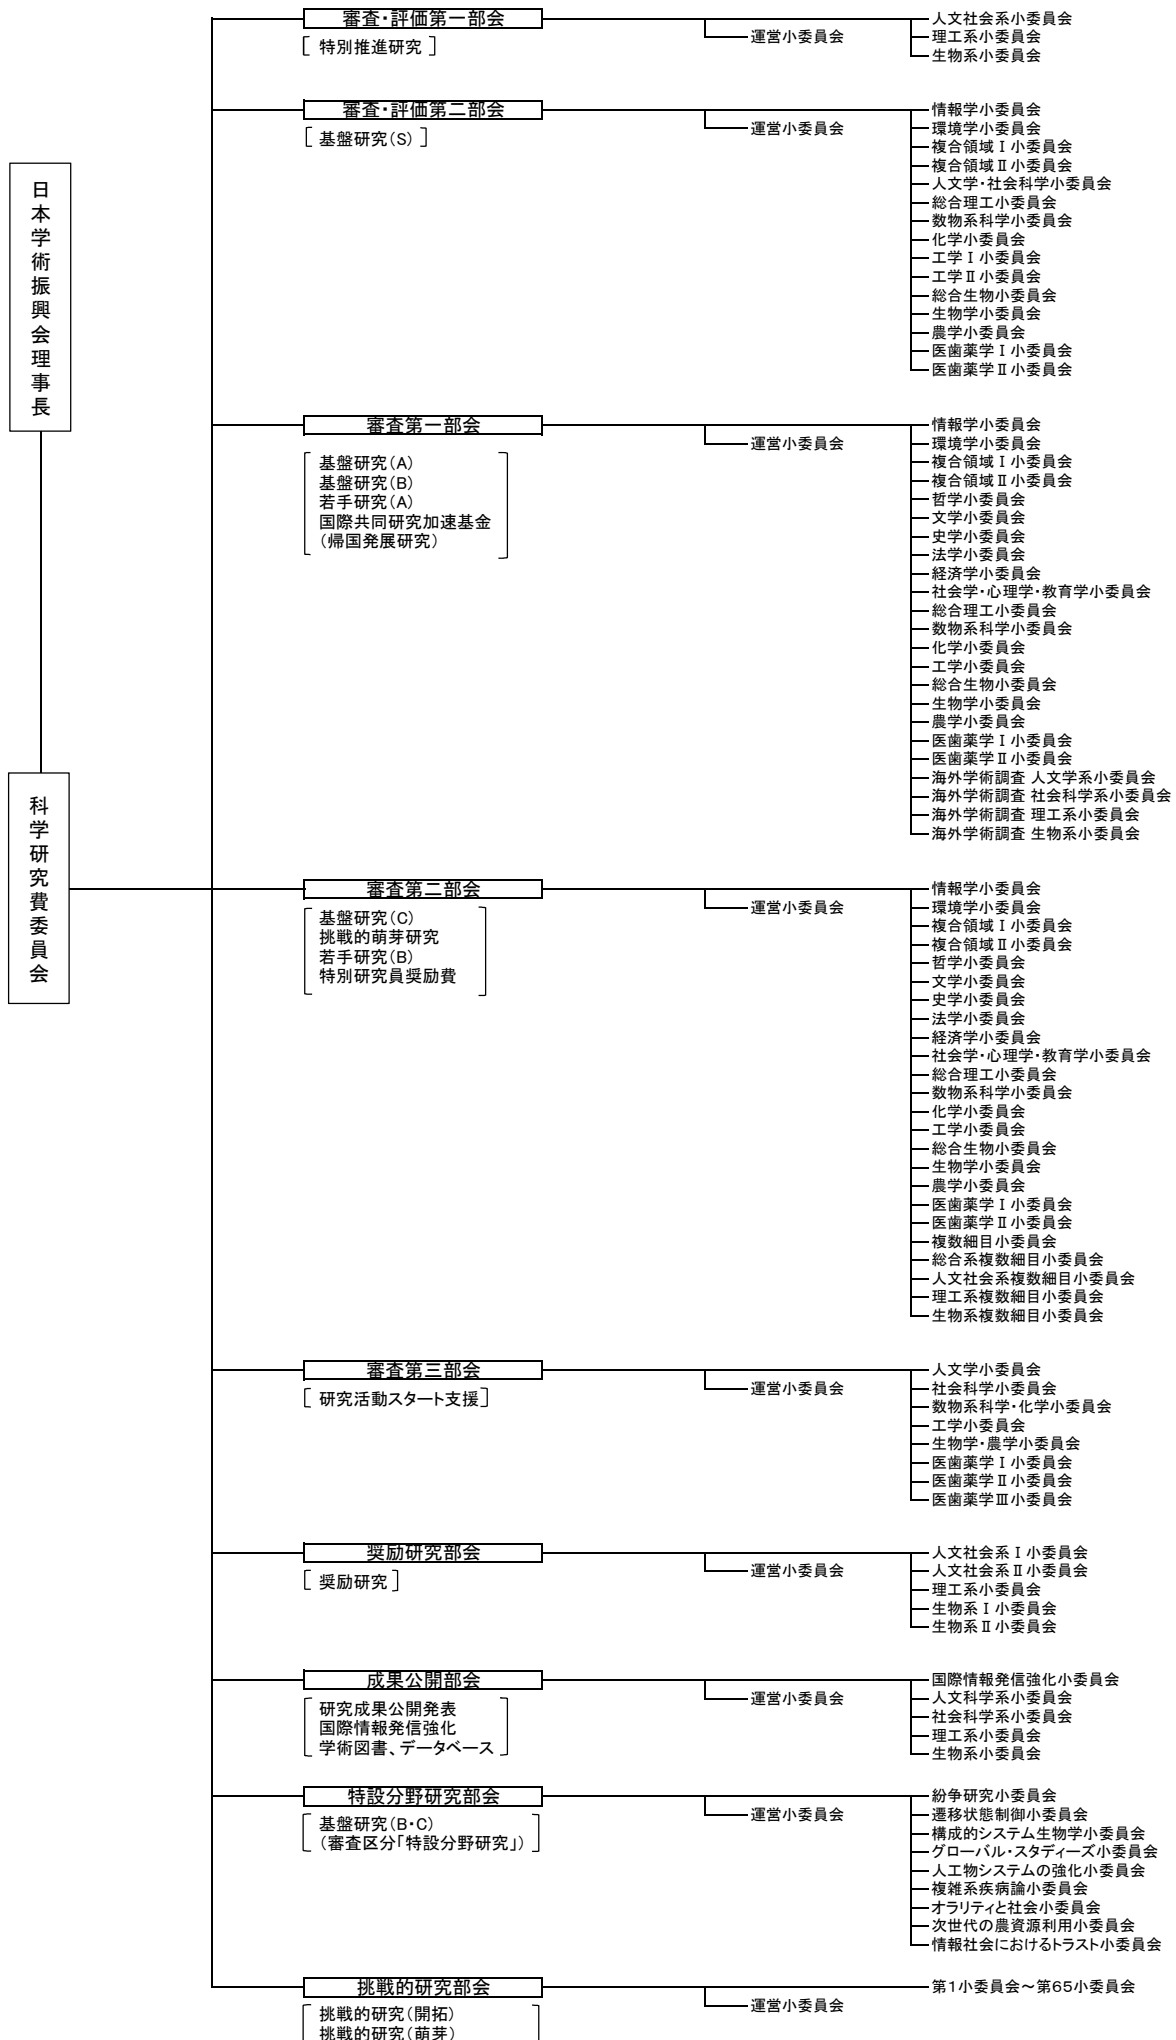 日本学術振興会理事長
科学研究費委員会
審査・評価第一部会
[ 特別推進研究 ]
運営小委員会
人文社会系小委員会
理工系小委員会
生物系小委員会
審査・評価第二部会
[ 基盤研究(S) ]
運営小委員会
情報学小委員会
環境学小委員会
複合領域Ⅰ小委員会
複合領域Ⅱ小委員会
人文学・社会科学小委員会
総合理工小委員会
数物系科学小委員会
化学小委員会
工学Ⅰ小委員会
工学Ⅱ小委員会
総合生物小委員会
生物学小委員会
農学小委員会
医歯薬学Ⅰ小委員会
医歯薬学Ⅱ小委員会
審査第一部会
基盤研究(A)
基盤研究(B)
若手研究(A)
国際共同研究加速基金
(帰国発展研究)
運営小委員会
情報学小委員会
環境学小委員会
複合領域Ⅰ小委員会
複合領域Ⅱ小委員会
哲学小委員会
文学小委員会
史学小委員会
法学小委員会
経済学小委員会
社会学・心理学・教育学小委員会
総合理工小委員会
数物系科学小委員会
化学小委員会
工学小委員会
総合生物小委員会
生物学小委員会
農学小委員会
医歯薬学Ⅰ小委員会
医歯薬学Ⅱ小委員会
海外学術調査 人文学系小委員会
海外学術調査 社会科学系小委員会
海外学術調査 理工系小委員会
海外学術調査 生物系小委員会
審査第二部会
基盤研究(C)
挑戦的萌芽研究
若手研究(B)
特別研究員奨励費
運営小委員会
情報学小委員会
環境学小委員会
複合領域Ⅰ小委員会
複合領域Ⅱ小委員会
哲学小委員会
文学小委員会
史学小委員会
法学小委員会
経済学小委員会
社会学・心理学・教育学小委員会
総合理工小委員会
数物系科学小委員会
化学小委員会
工学小委員会
総合生物小委員会
生物学小委員会
農学小委員会
医歯薬学Ⅰ小委員会
医歯薬学Ⅱ小委員会
複数細目小委員会
総合系複数細目小委員会
人文社会系複数細目小委員会
理工系複数細目小委員会
生物系複数細目小委員会
審査第三部会
[ 研究活動スタート支援 ]
運営小委員会
人文学小委員会
社会科学小委員会
数物系科学・化学小委員会
工学小委員会
生物学・農学小委員会
医歯薬学Ⅰ小委員会
医歯薬学Ⅱ小委員会
医歯薬学Ⅲ小委員会
奨励研究部会
[ 奨励研究 ]
運営小委員会
人文社会系Ⅰ小委員会
人文社会系Ⅱ小委員会
理工系小委員会
生物系Ⅰ小委員会
生物系Ⅱ小委員会
成果公開部会
研究成果公開発表
国際情報発信強化
学術図書、データベース
運営小委員会
国際情報発信強化小委員会
人文科学系小委員会
社会科学系小委員会
理工系小委員会
生物系小委員会
特設分野研究部会
基盤研究(B・C)
(審査区分「特設分野研究」)
運営小委員会
紛争研究小委員会
遷移状態制御小委員会
構成的システム生物学小委員会
グローバル・スタディーズ小委員会
人工物システムの強化小委員会
複雑系疾病論小委員会
オラリティと社会小委員会
次世代の農資源利用小委員会
情報社会におけるトラスト小委員会
挑戦的研究部会
挑戦的研究(開拓)
挑戦的研究(萌芽)
運営小委員会
第1小委員会~第65小委員会